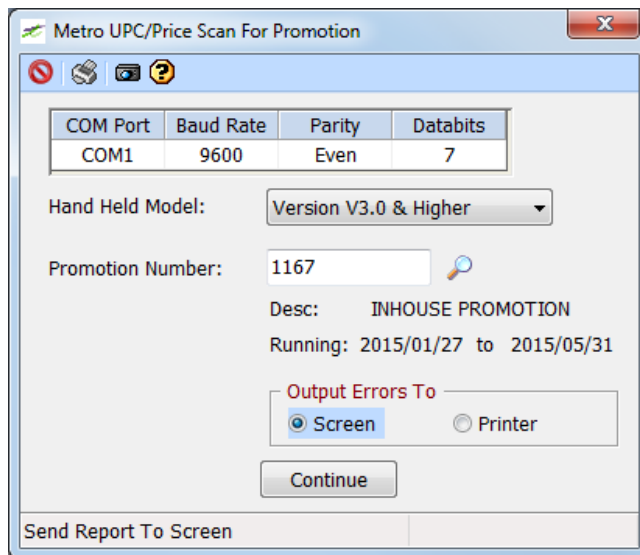 Metro UPC/Price Scan For Promotion
X
?
COM Port Baud Rate Parity Databits
COM1 9600 Even 7
Hand Held Model: Version V3.0 & Higher
Promotion Number: 1167
Desc: INHOUSE PROMOTION
Running: 2015/01/27 to 2015/05/31
Output Errors To
Screen Printer
Continue
Send Report To Screen